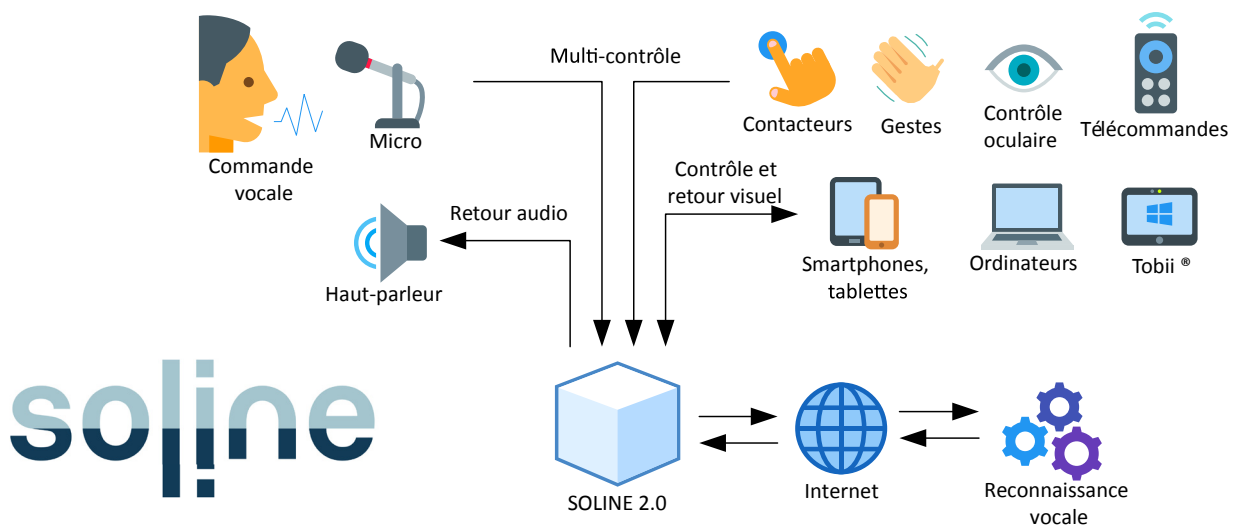 Multi-contrôle
Commande
vocale
Micro
Contacteurs
Gestes
Contrôle
oculaire
Télécommandes
Retour audio
Haut-parleur
Contrôle et
retour visuel
Smartphones,
tablettes
Ordinateurs
Tobii ®
soline
SOLINE 2.0
Internet
Reconnaissance
vocale